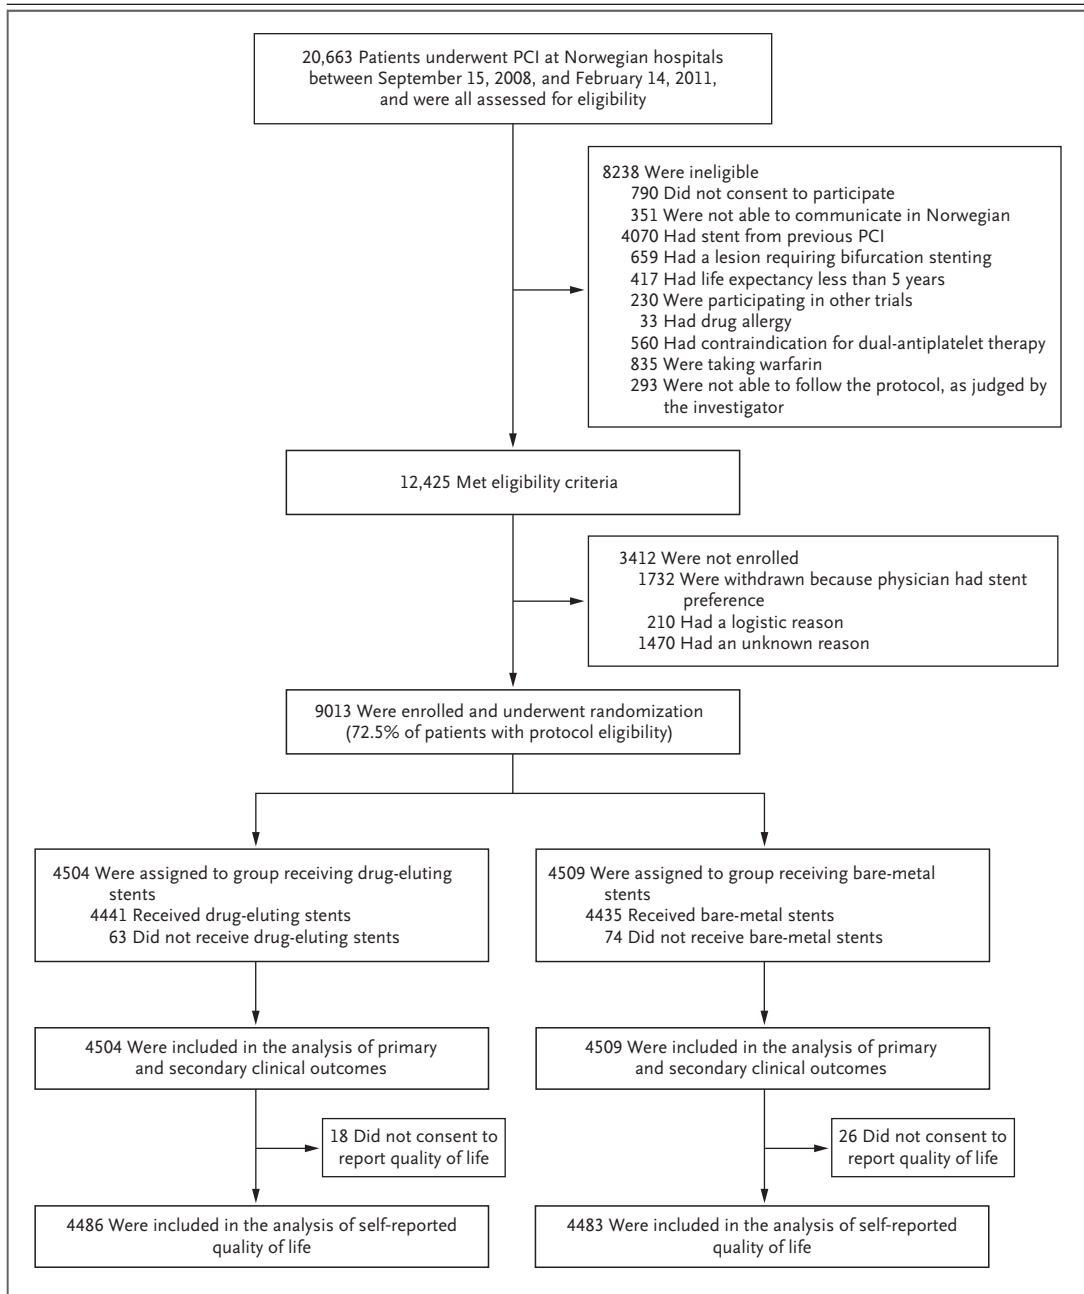 20,663 Patients underwent PCI at Norwegian hospitals
between September 15, 2008, and February 14, 2011,
and were all assessed for eligibility
8238 Were ineligible
790 Did not consent to participate
351 Were not able to communicate in Norwegian
4070 Had stent from previous PCI
659 Had a lesion requiring bifurcation stenting
417 Had life expectancy less than 5 years
230 Were participating in other trials
33 Had drug allergy
560 Had contraindication for dual-antiplatelet therapy
835 Were taking warfarin
293 Were not able to follow the protocol, as judged by
the investigator
12,425 Met eligibility criteria
3412 Were not enrolled
1732 Were withdrawn because physician had stent
preference
210 Had a logistic reason
1470 Had an unknown reason
9013 Were enrolled and underwent randomization
(72.5% of patients with protocol eligibility)
4504 Were assigned to group receiving drug-eluting
stents
4441 Received drug-eluting stents
63 Did not receive drug-eluting stents
4509 Were assigned to group receiving bare-metal
stents
4435 Received bare-metal stents
74 Did not receive bare-metal stents
4504 Were included in the analysis of primary
and secondary clinical outcomes
4509 Were included in the analysis of primary
and secondary clinical outcomes
18 Did not consent to
report quality of life
26 Did not consent to
report quality of life
4486 Were included in the analysis of self-reported
quality of life
4483 Were included in the analysis of self-reported
quality of life